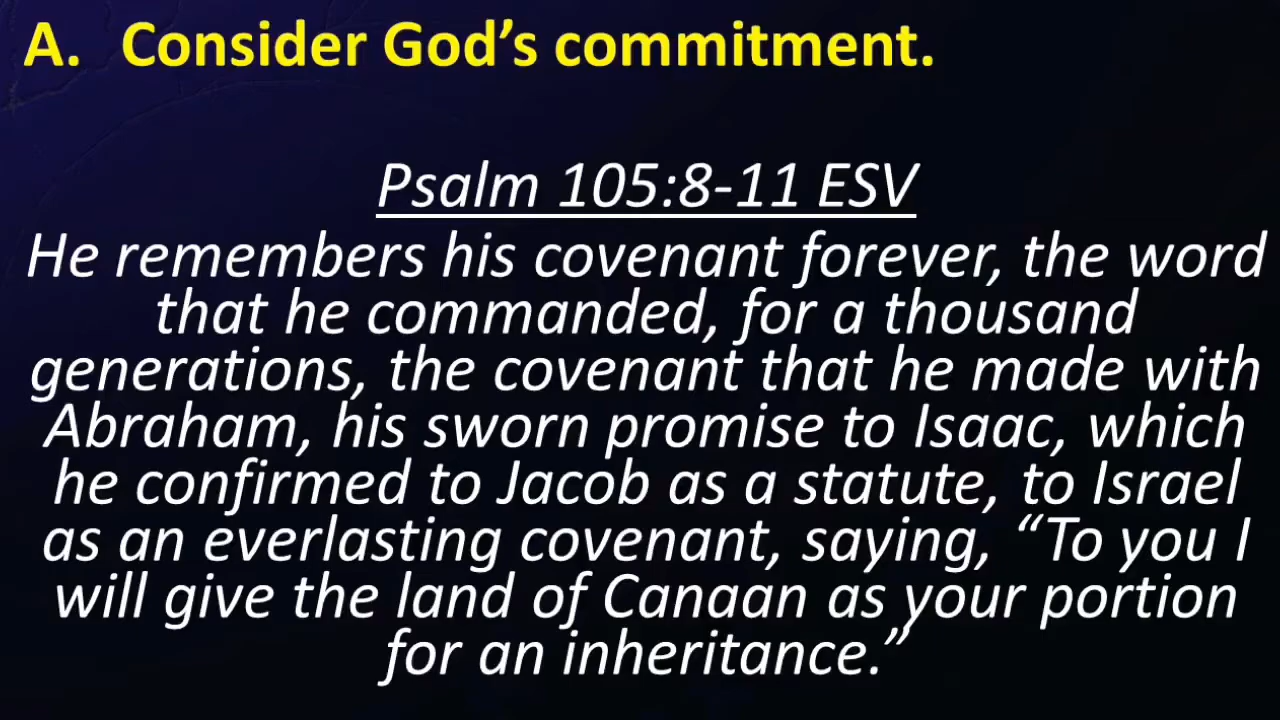 A. Consider God’s commitment.
Psalm 105:8-11 ESV
He remembers his covenant forever, the word
that he commanded, for a thousand
generations, the covenant that he made with
Abraham, his sworn promise to Isaac, which
he confirmed to Jacob as a statute, to Israel
as an everlasting covenant, saying, “To you I
will give the land of Canaan as your portion
for an inheritance.”